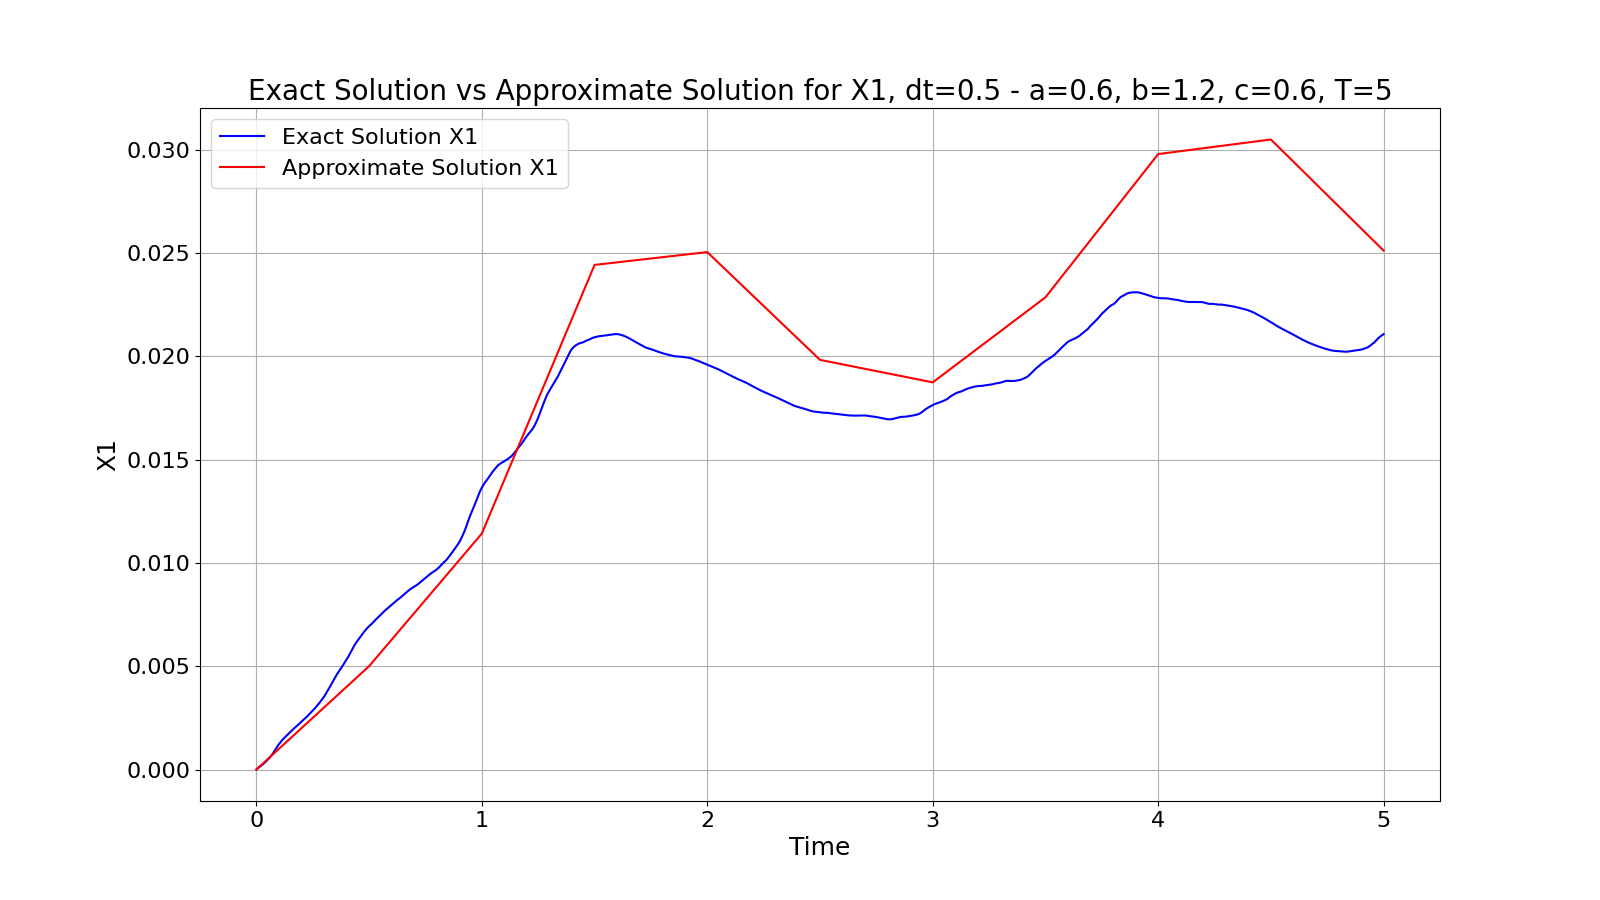 Exact Solution vs Approximate Solution for X1, dt=0.5 - a=0.6, b=1.2, c=0.6, T=5
Exact Solution X1
Approximate Solution X1
X1
0.030
0.025
0.020
0.015
0.010
0.005
0.000
0 1 2 3 4 5
Time